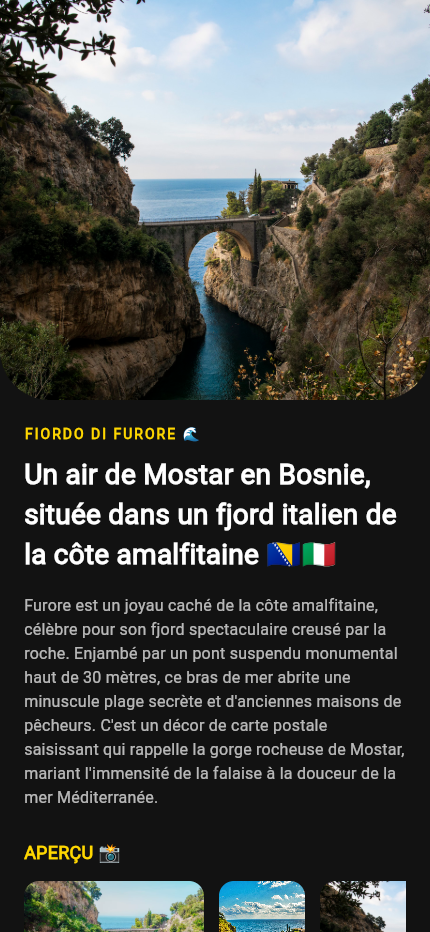 FIORDO DI FURORE 🌊
Un air de Mostar en Bosnie,
située dans un fjord italien de
la côte amalfitaine 🇧🇦🇮🇹
Furore est un joyau caché de la côte amalfitaine,
célèbre pour son fjord spectaculaire creusé par la
roche. Enjambé par un pont suspendu monumental
haut de 30 mètres, ce bras de mer abrite une
minuscule plage secrète et d'anciennes maisons de
pêcheurs. C'est un décor de carte postale
saisissant qui rappelle la gorge rocheuse de Mostar,
mariant l'immensité de la falaise à la douceur de la
mer Méditerranée.
APERÇU 📸